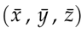 (x̄, ȳ, z̄)